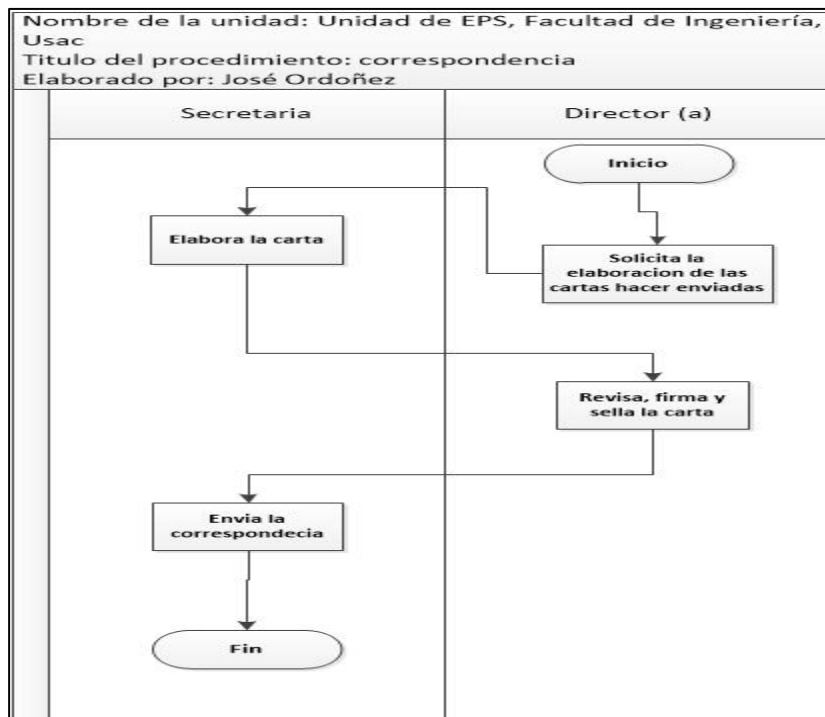 Nombre de la unidad: Unidad de EPS, Facultad de Ingeniería,
Usac
Titulo del procedimiento: correspondencia
Elaborado por: José Ordoñez
Secretaria
Director (a)
Inicio
Elabora la carta
Solicita la
elaboracion de las
cartas hacer enviadas
Revisa, firma y
sella la carta
Envia la
correspondecia
Fin